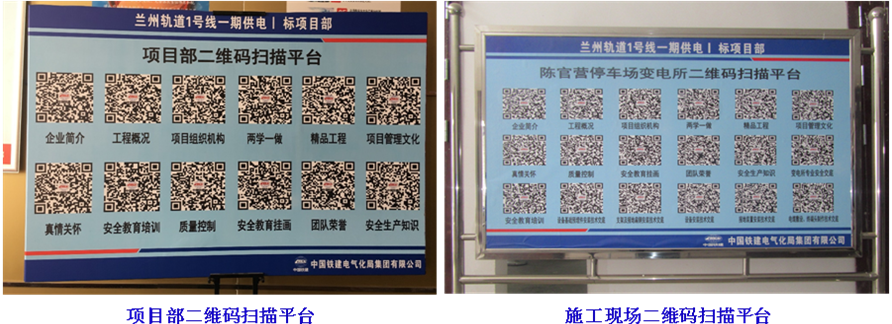 兰州轨道1号线一期供电Ⅰ标项目部
项目部二维码扫描平台
企业简介 工程概况 项目组织机构 两学一做 精品工程 项目管理文化
真情关怀 安全教育培训 质量控制 安全教育挂画 团队荣誉 安全生产知识
中国铁建电气化局集团有限公司
项目部二维码扫描平台
兰州轨道1号线一期供电Ⅰ标项目部
陈官营停车场变电所二维码扫描平台
企业简介 工程概况 项目组织机构 两学一做 精品工程 项目管理文化
真情关怀 质量控制 安全教育挂画 团队荣誉 安全生产知识 变电所专业安全交底
安全教育培训
中国铁建电气化局集团有限公司
施工现场二维码扫描平台